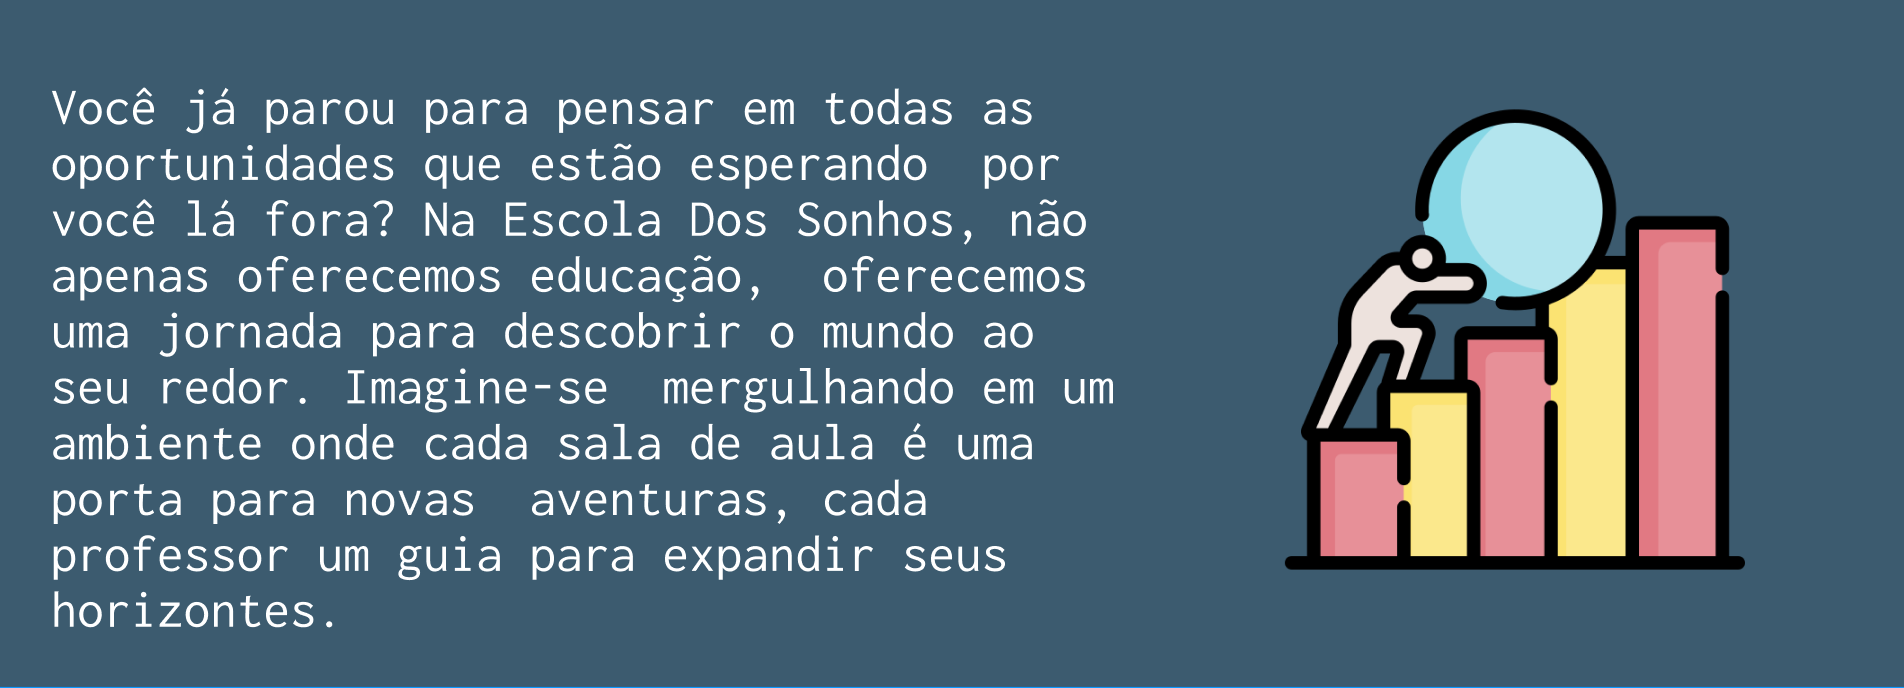 Você já parou para pensar em todas as
oportunidades que estão esperando  por
você lá fora? Na Escola Dos Sonhos, não
apenas oferecemos educação,  oferecemos
uma jornada para descobrir o mundo ao
seu redor. Imagine-se  mergulhando em um
ambiente onde cada sala de aula é uma
porta para novas  aventuras, cada
professor um guia para expandir seus
horizontes.